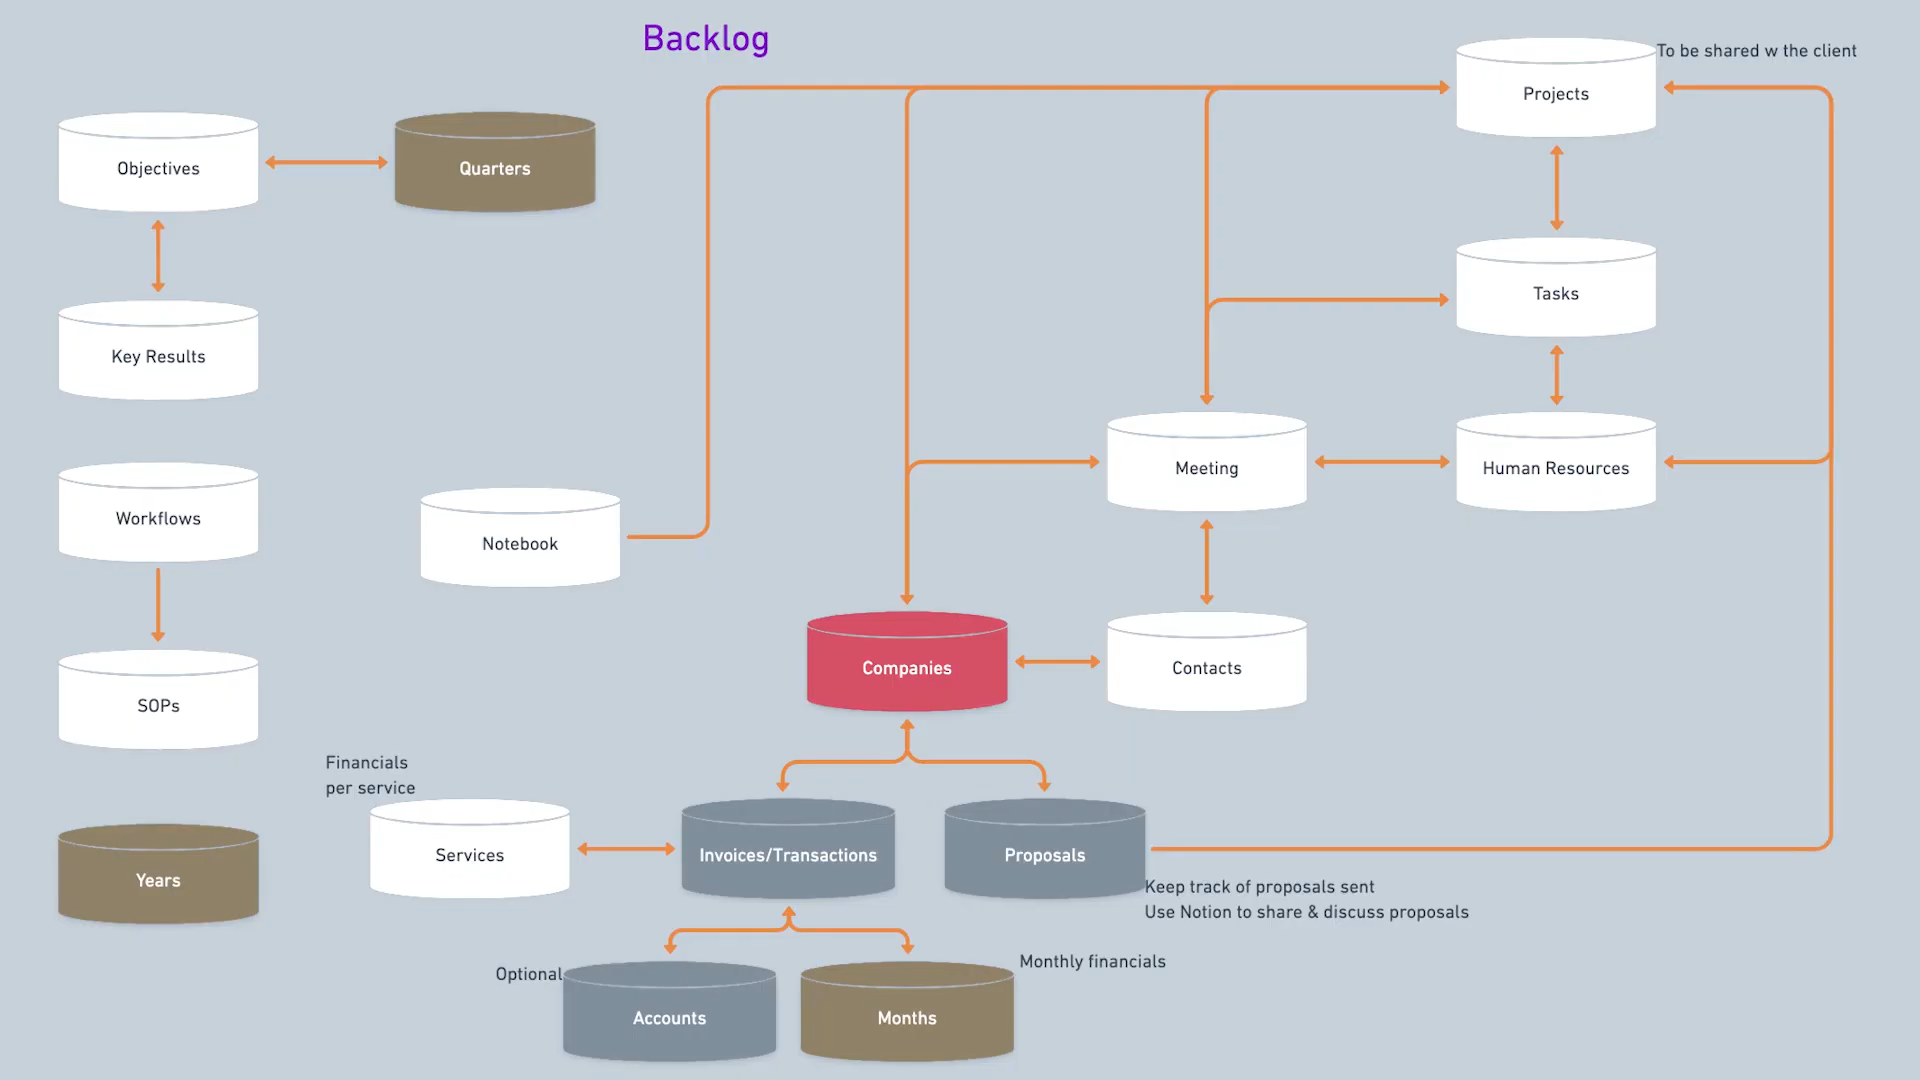 Backlog
To be shared w the client
Projects
Objectives
Quarters
Tasks
Key Results
Meeting
Human Resources
Workflows
Notebook
Companies
Contacts
SOPs
Financials
per service
Services
Invoices/Transactions
Proposals
Years
Keep track of proposals sent
Use Notion to share & discuss proposals
Optional
Monthly financials
Accounts
Months